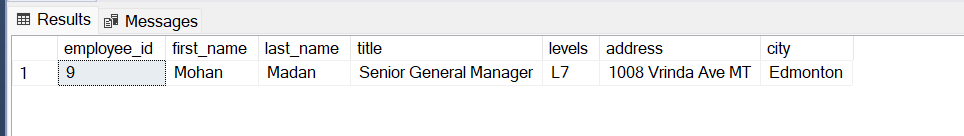 Results Messages
employee_id first_name last_name title levels address city
1 9 Mohan Madan Senior General Manager L7 1008 Vrinda Ave MT Edmonton